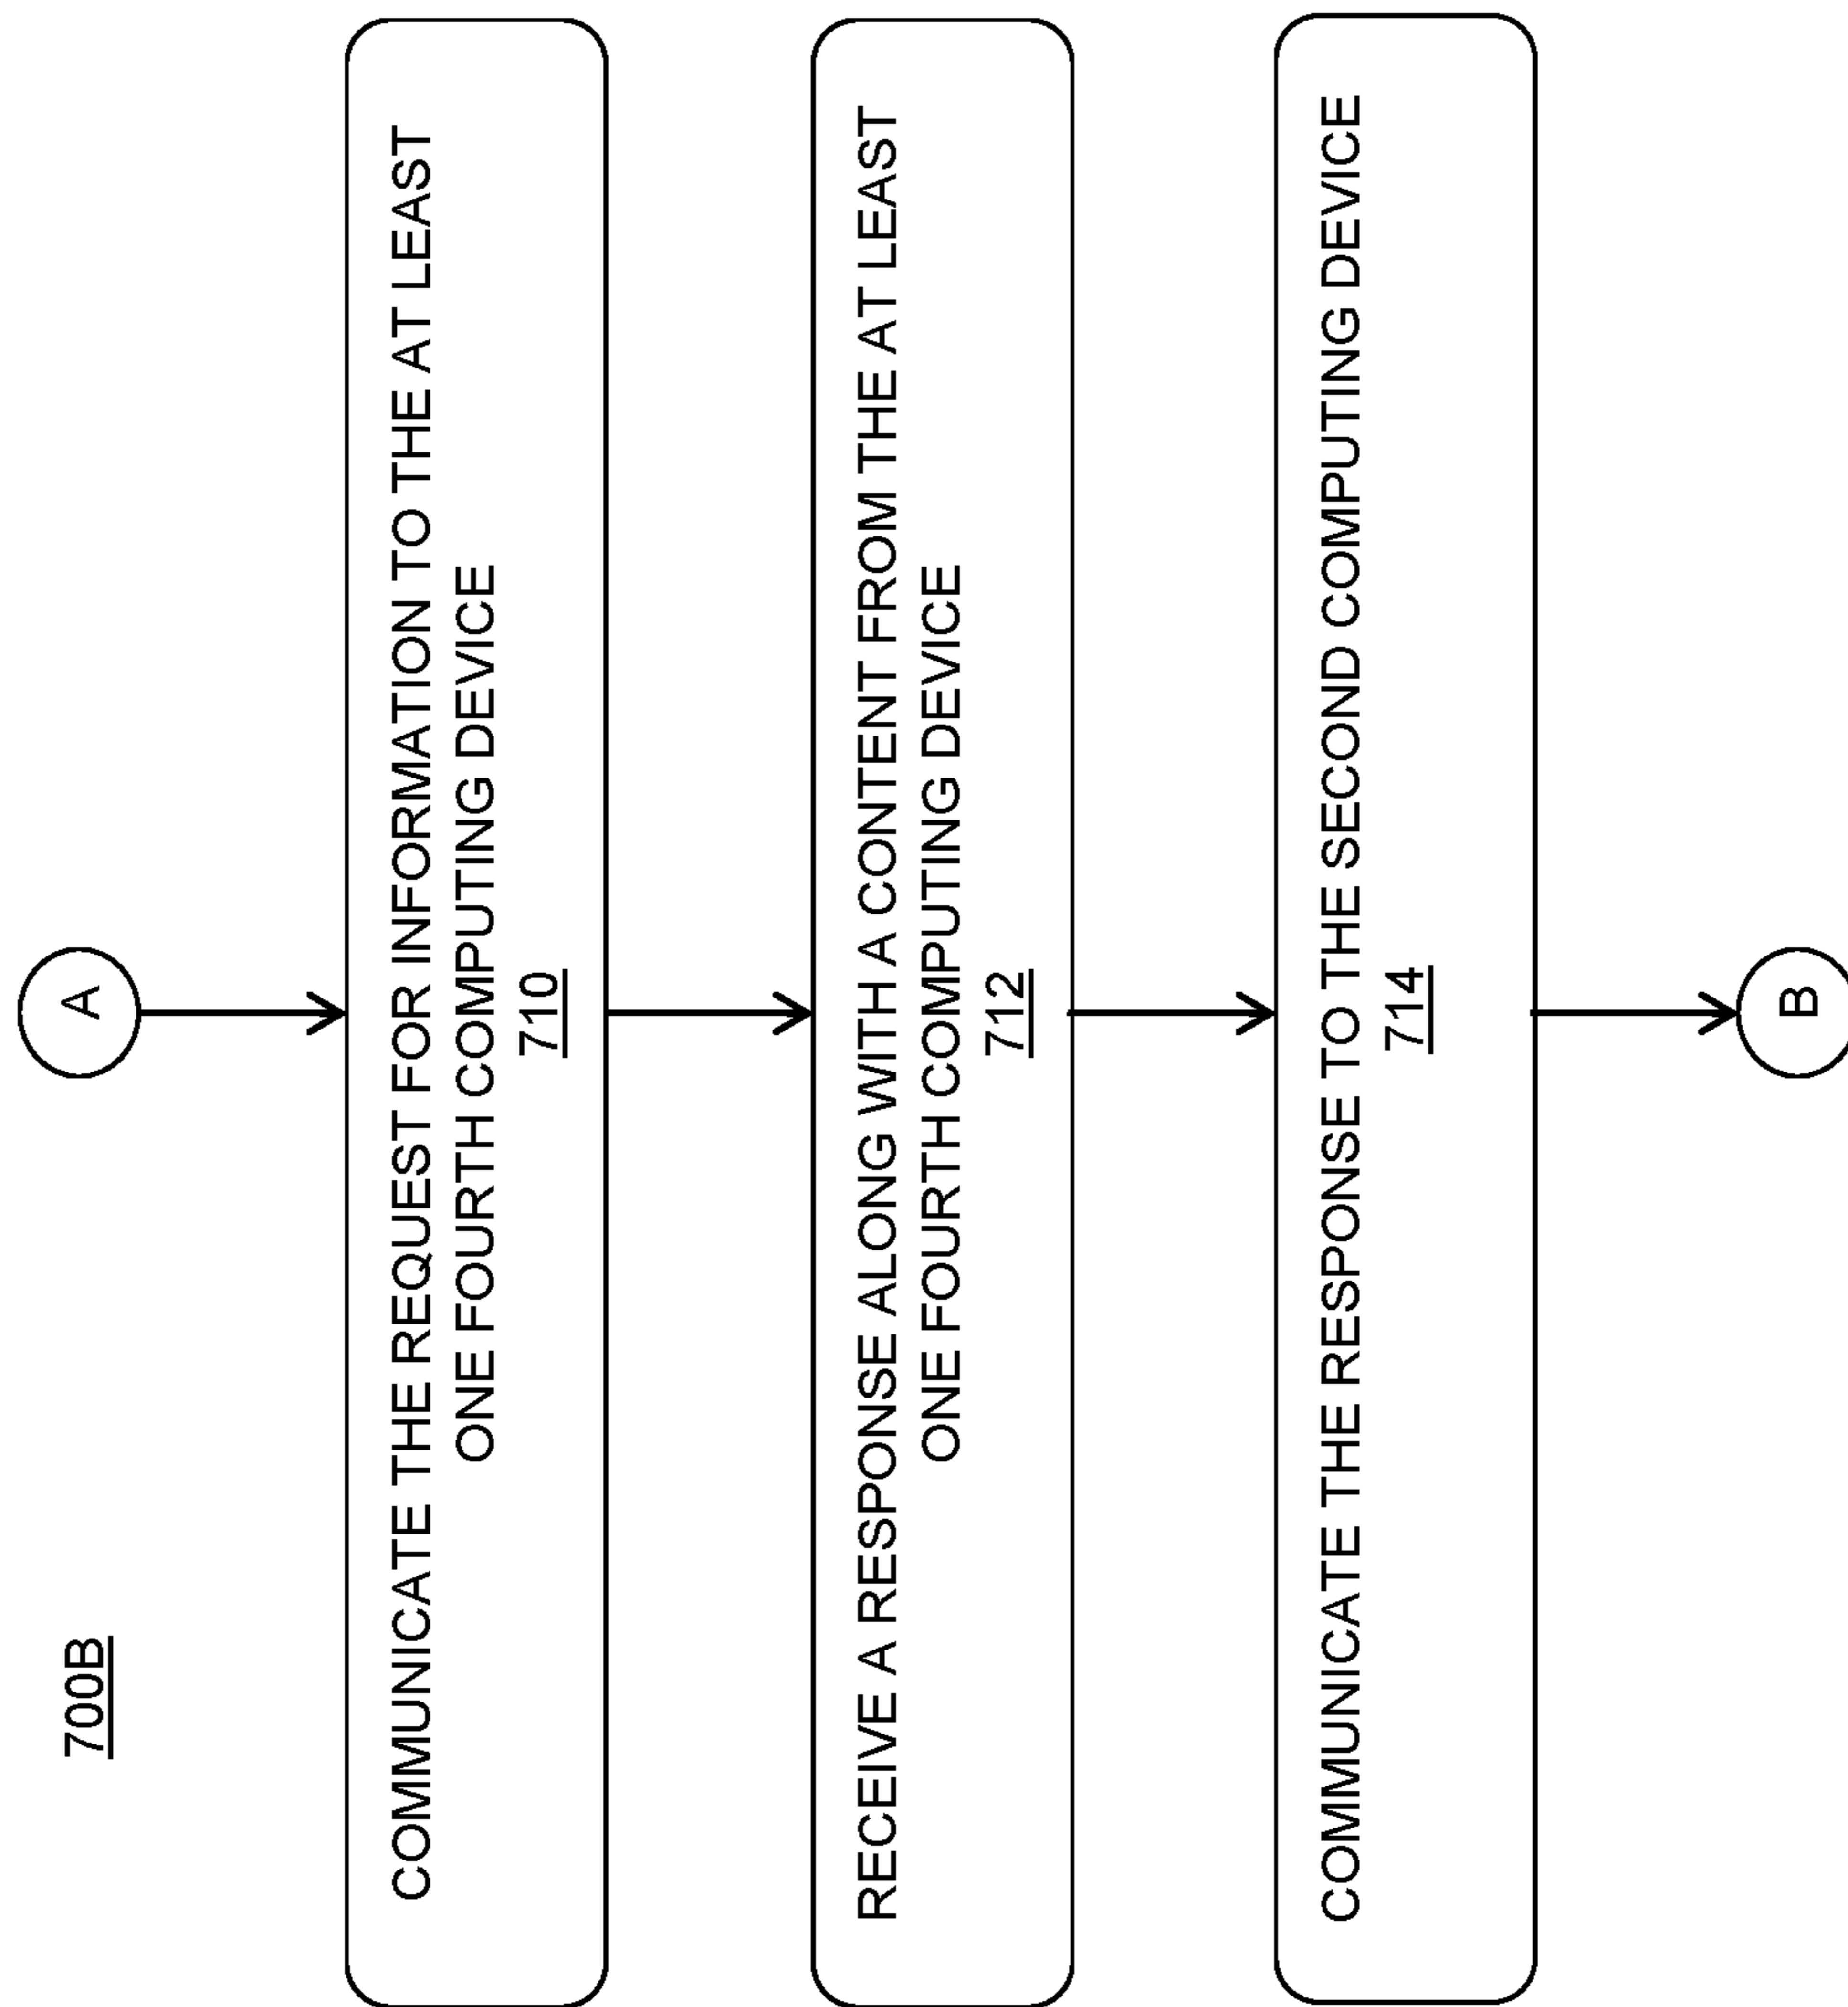 700B
A
COMMUNICATE THE REQUEST FOR INFORMATION TO THE AT LEAST
ONE FOURTH COMPUTING DEVICE
710
RECEIVE A RESPONSE ALONG WITH A CONTENT FROM THE AT LEAST
ONE FOURTH COMPUTING DEVICE
712
COMMUNICATE THE RESPONSE TO THE SECOND COMPUTING DEVICE
714
B